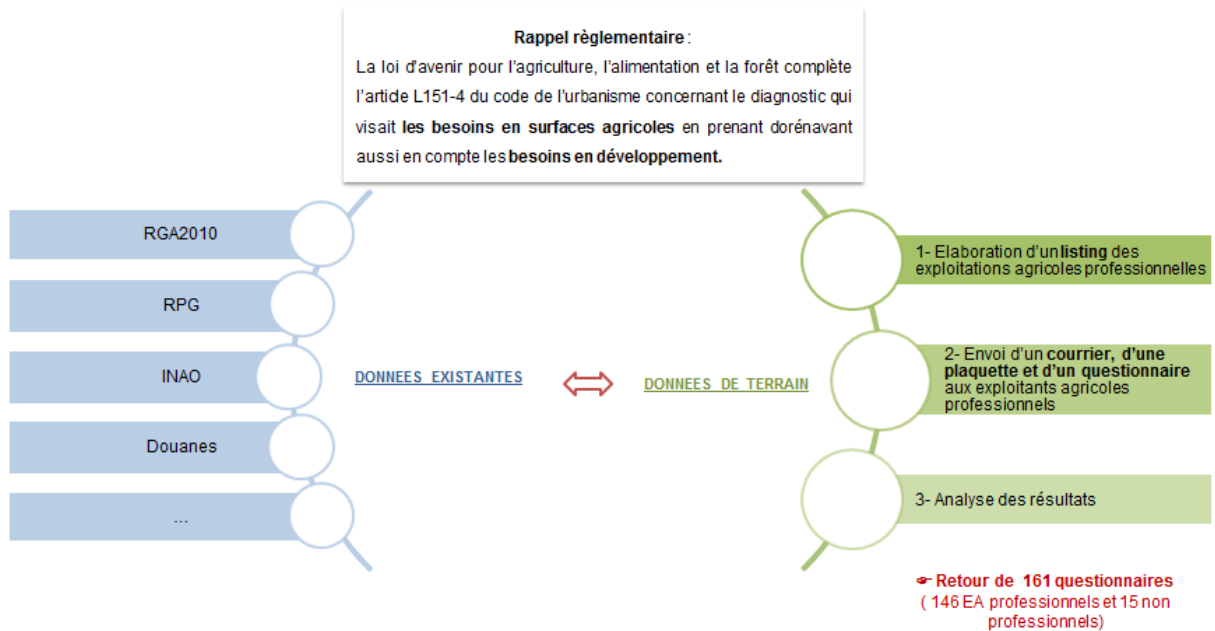 Rappel règlementaire :
La loi d'avenir pour l'agriculture, l'alimentation et la forêt complète
l'article L151-4 du code de l'urbanisme concernant le diagnostic qui
visait les besoins en surfaces agricoles en prenant dorénavant
aussi en compte les besoins en développement.
RGA2010
RPG
INAO
Douanes
...
DONNEES EXISTANTES
DONNEES DE TERRAIN
1- Elaboration d'un listing des
exploitations agricoles professionnelles
2- Envoi d'un courrier, d'une
plaquette et d'un questionnaire
aux exploitants agricoles
professionnels
3- Analyse des résultats
☛ Retour de 161 questionnaires
( 146 EA professionnels et 15 non
professionnels)